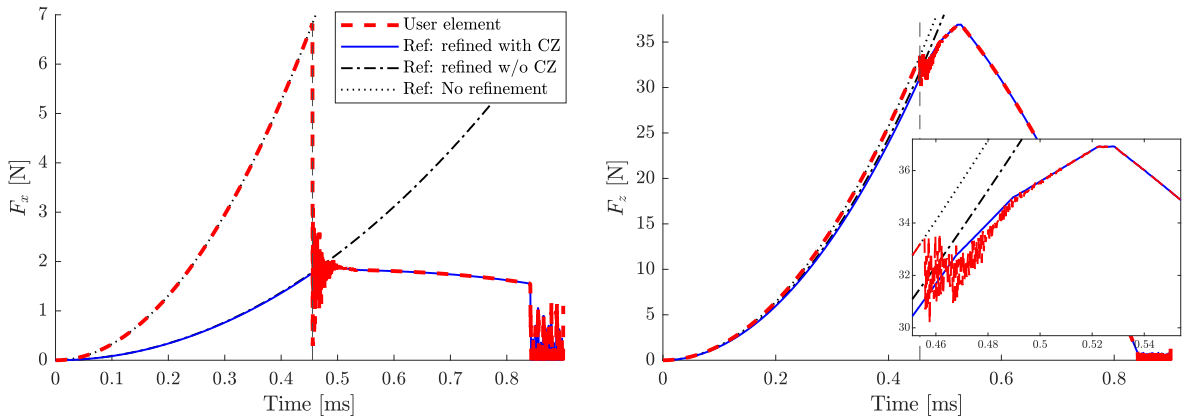 7
6
5
4
3
2
1
0
F_x [N]
0 0.1 0.2 0.3 0.4 0.5 0.6 0.7 0.8
Time [ms]
User element
Ref: refined with CZ
Ref: refined w/o CZ
Ref: No refinement
35
30
25
20
15
10
5
0
F_z [N]
0 0.2 0.4 0.6 0.8
Time [ms]
36
34
32
30
0.46 0.48 0.5 0.52 0.54